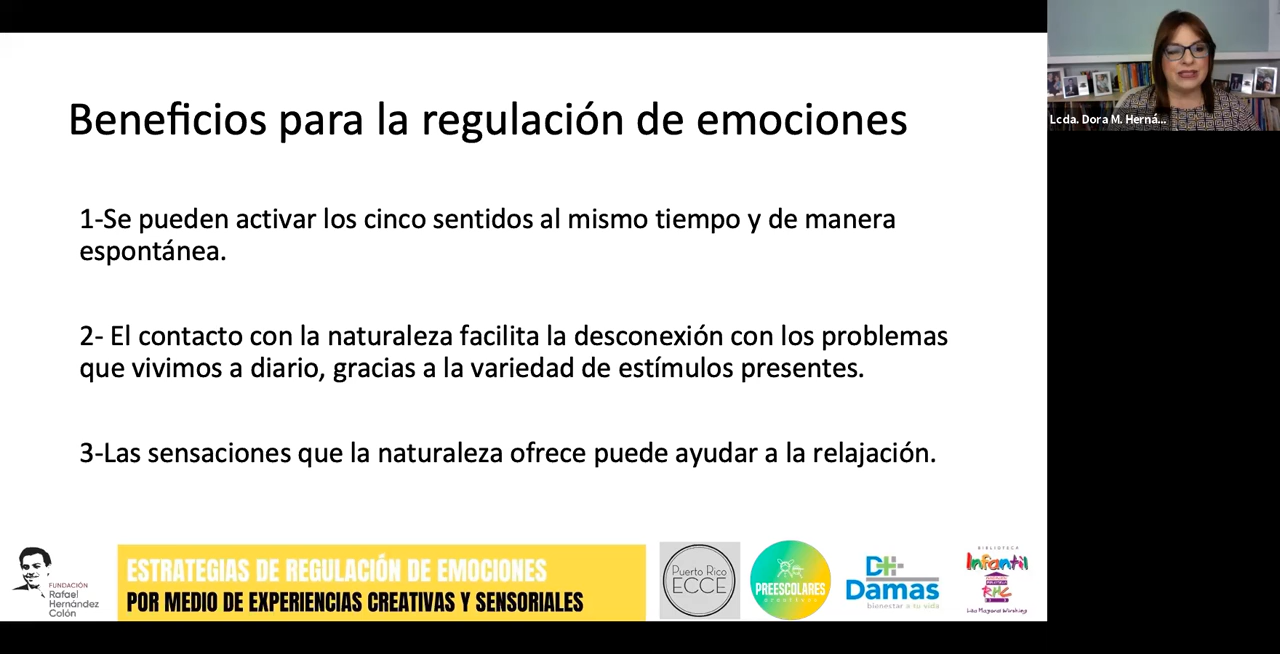 Beneficios para la regulación de emociones
1-Se pueden activar los cinco sentidos al mismo tiempo y de manera
espontánea.
2- El contacto con la naturaleza facilita la desconexión con los problemas
que vivimos a diario, gracias a la variedad de estímulos presentes.
3-Las sensaciones que la naturaleza ofrece puede ayudar a la relajación.
Lcda. Dora M. Herná...
FUNDACIÓN
Rafael
Hernández
Colón
ESTRATEGIAS DE REGULACIÓN DE EMOCIONES
POR MEDIO DE EXPERIENCIAS CREATIVAS Y SENSORIALES
Puerto Rico
ECCE
PREESCOLARES
D+
Damas
bienestar a tu vida
BIBLIOTECA
Infantil
RHC